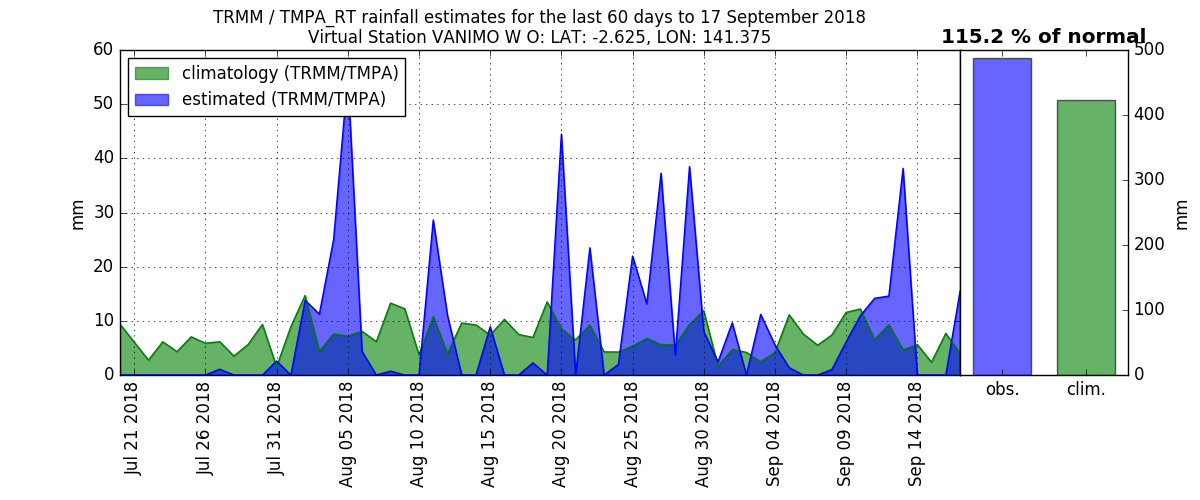 TRMM / TMPA_RT rainfall estimates for the last 60 days to 17 September 2018
Virtual Station VANIMO W O: LAT: -2.625, LON: 141.375
115.2 % of normal
climatology (TRMM/TMPA)
estimated (TRMM/TMPA)
60
50
40
30
20
10
0
mm
Jul 21 2018
Jul 26 2018
Jul 31 2018
Aug 05 2018
Aug 10 2018
Aug 15 2018
Aug 20 2018
Aug 25 2018
Aug 30 2018
Sep 04 2018
Sep 09 2018
Sep 14 2018
obs.
clim.
500
400
300
200
100
0
mm